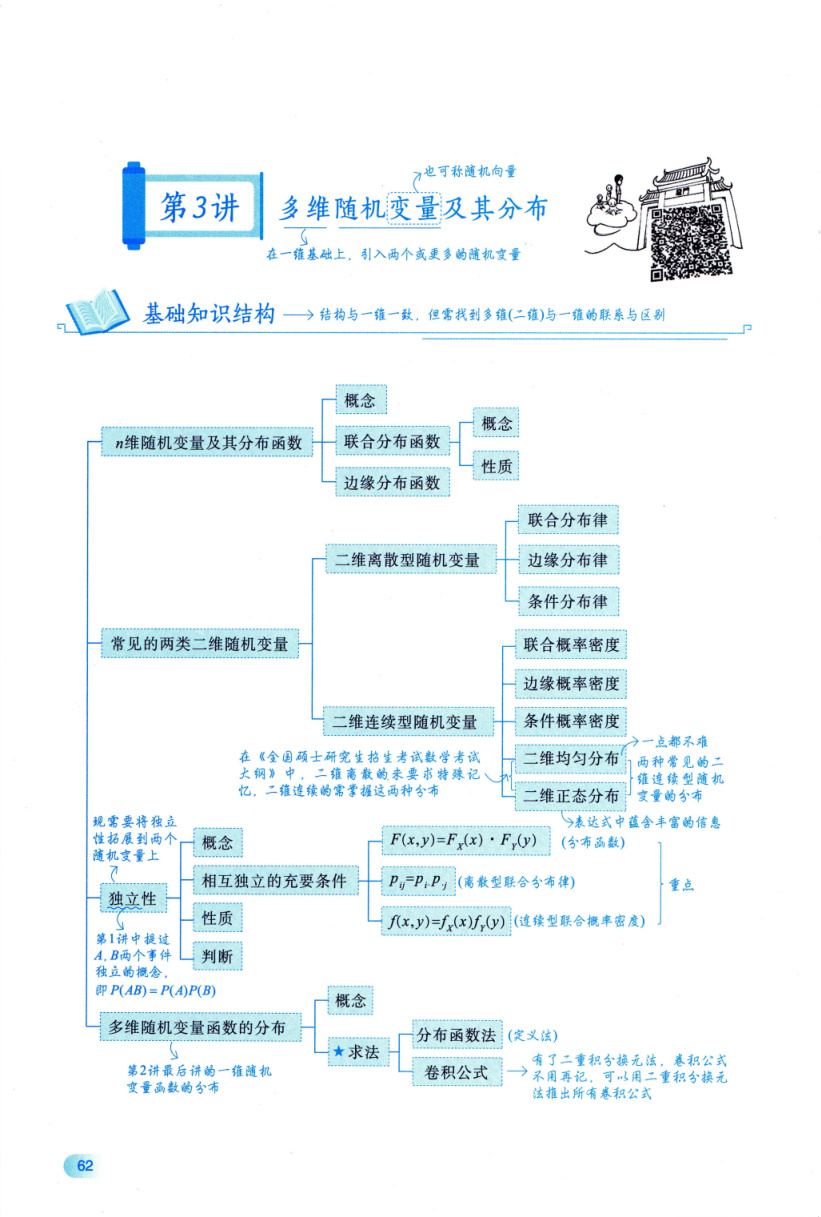 也可称随机向量
第3讲 多维随机变量及其分布
在一维基础上，引入两个或更多的随机变量
基础知识结构 → 结构与一维一致，但需找到多维(二维)与一维的联系与区别
概念
n维随机变量及其分布函数
联合分布函数
概念
性质
边缘分布函数
常见的两类二维随机变量
二维离散型随机变量
联合分布律
边缘分布律
条件分布律
二维连续型随机变量
联合概率密度
边缘概率密度
条件概率密度
二维均匀分布
一点都不难
二维正态分布
两种常见的二
维连续型随机
变量的分布
表达式中蕴含丰富的信息
在《全国硕士研究生招生考试数学考试
大纲》中，二维离散的未要求特殊记
忆，二维连续的需掌握这两种分布
现需要将独立
性拓展到两个
随机变量上
独立性
第1讲中提过
A,B两个事件
独立的概念，
即P(AB)=P(A)P(B)
概念
相互独立的充要条件
F(x,y)=F_X(x)·F_Y(y) (分布函数)
p_{ij}=p_{i·}p_{·j} (离散型联合分布律)
f(x,y)=f_X(x)f_Y(y) (连续型联合概率密度)
重点
性质
判断
多维随机变量函数的分布
第2讲最后讲的一维随机
变量函数的分布
概念
★求法
分布函数法 (定义法)
卷积公式
有了二重积分换元法，卷积公式
不用再记，可以用二重积分换元
法推出所有卷积公式
62